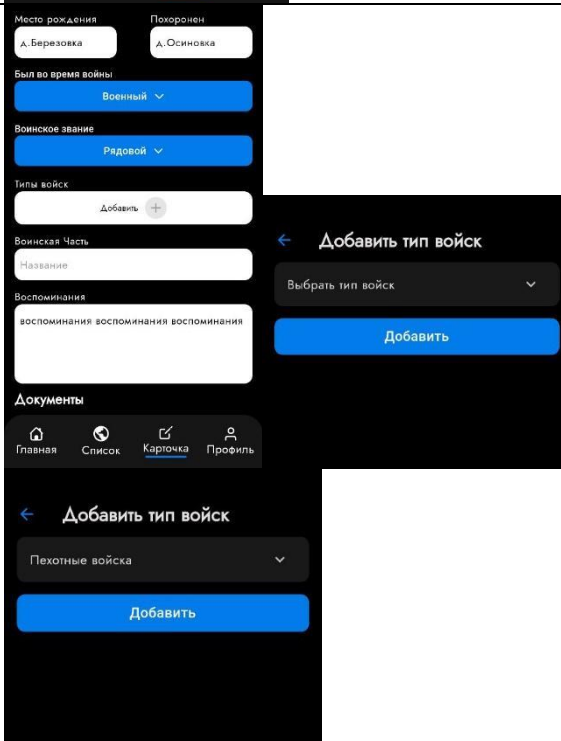 Место рождения Похоронен
д.Березовка д.Осиновка
Был во время войны
Военный
Воинское звание
Рядовой
Типы войск
Добавить
Воинская Часть
Название
Воспоминания
воспоминания воспоминания воспоминания
Документы
Главная Список Карточка Профиль
Добавить тип войск
Выбрать тип войск
Добавить
Добавить тип войск
Пехотные войска
Добавить